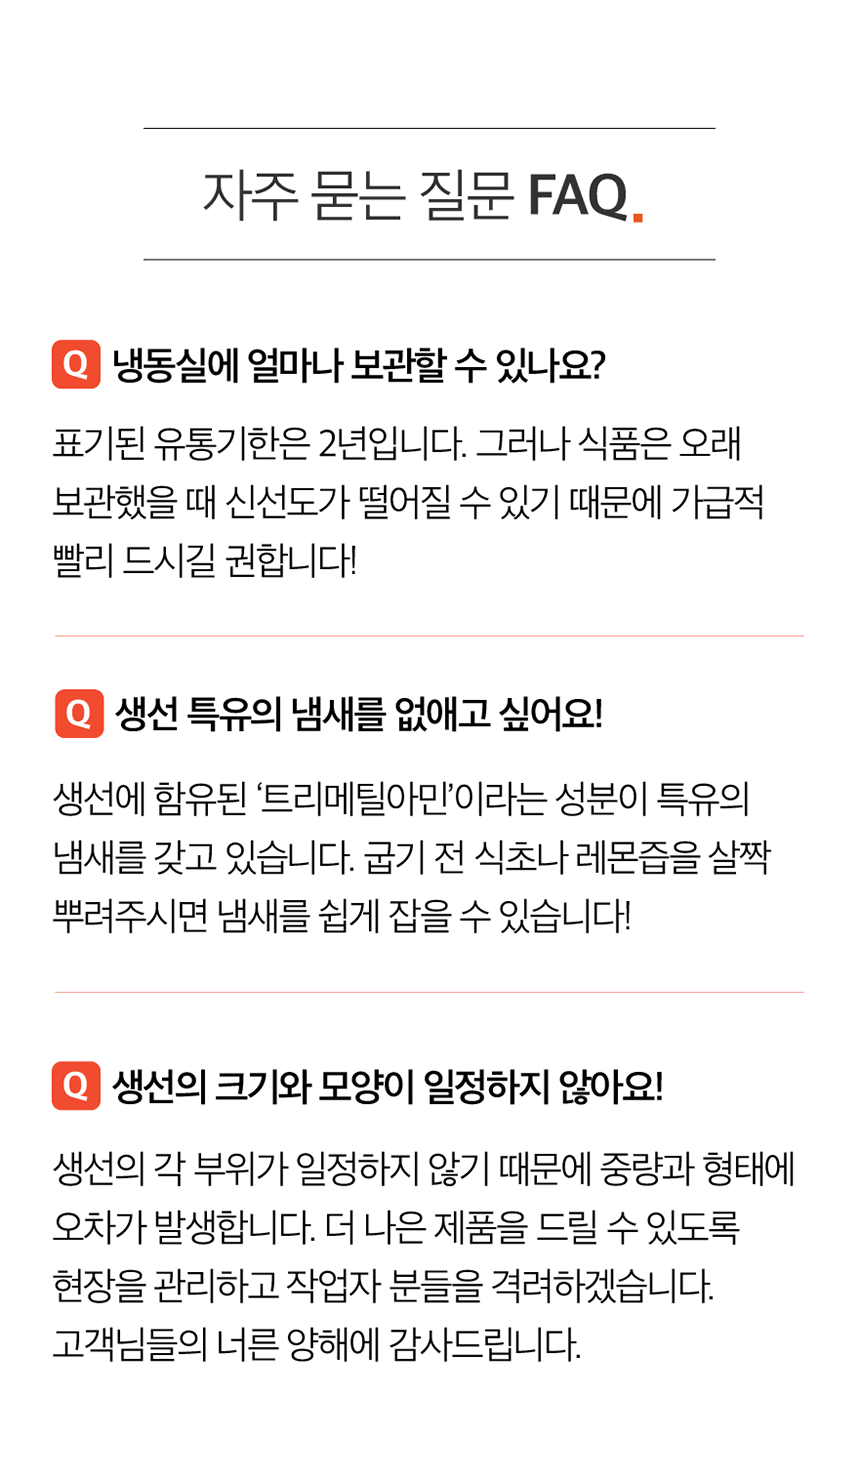 자주 묻는 질문 FAQ.
Q 냉동실에 얼마나 보관할 수 있나요?
표기된 유통기한은 2년입니다. 그러나 식품은 오래
보관했을 때 신선도가 떨어질 수 있기 때문에 가급적
빨리 드시길 권합니다!
Q 생선 특유의 냄새를 없애고 싶어요!
생선에 함유된 ‘트리메틸아민’이라는 성분이 특유의
냄새를 갖고 있습니다. 굽기 전 식초나 레몬즙을 살짝
뿌려주시면 냄새를 쉽게 잡을 수 있습니다!
Q 생선의 크기와 모양이 일정하지 않아요!
생선의 각 부위가 일정하지 않기 때문에 중량과 형태에
오차가 발생합니다. 더 나은 제품을 드릴 수 있도록
현장을 관리하고 작업자 분들을 격려하겠습니다.
고객님들의 너른 양해에 감사드립니다.